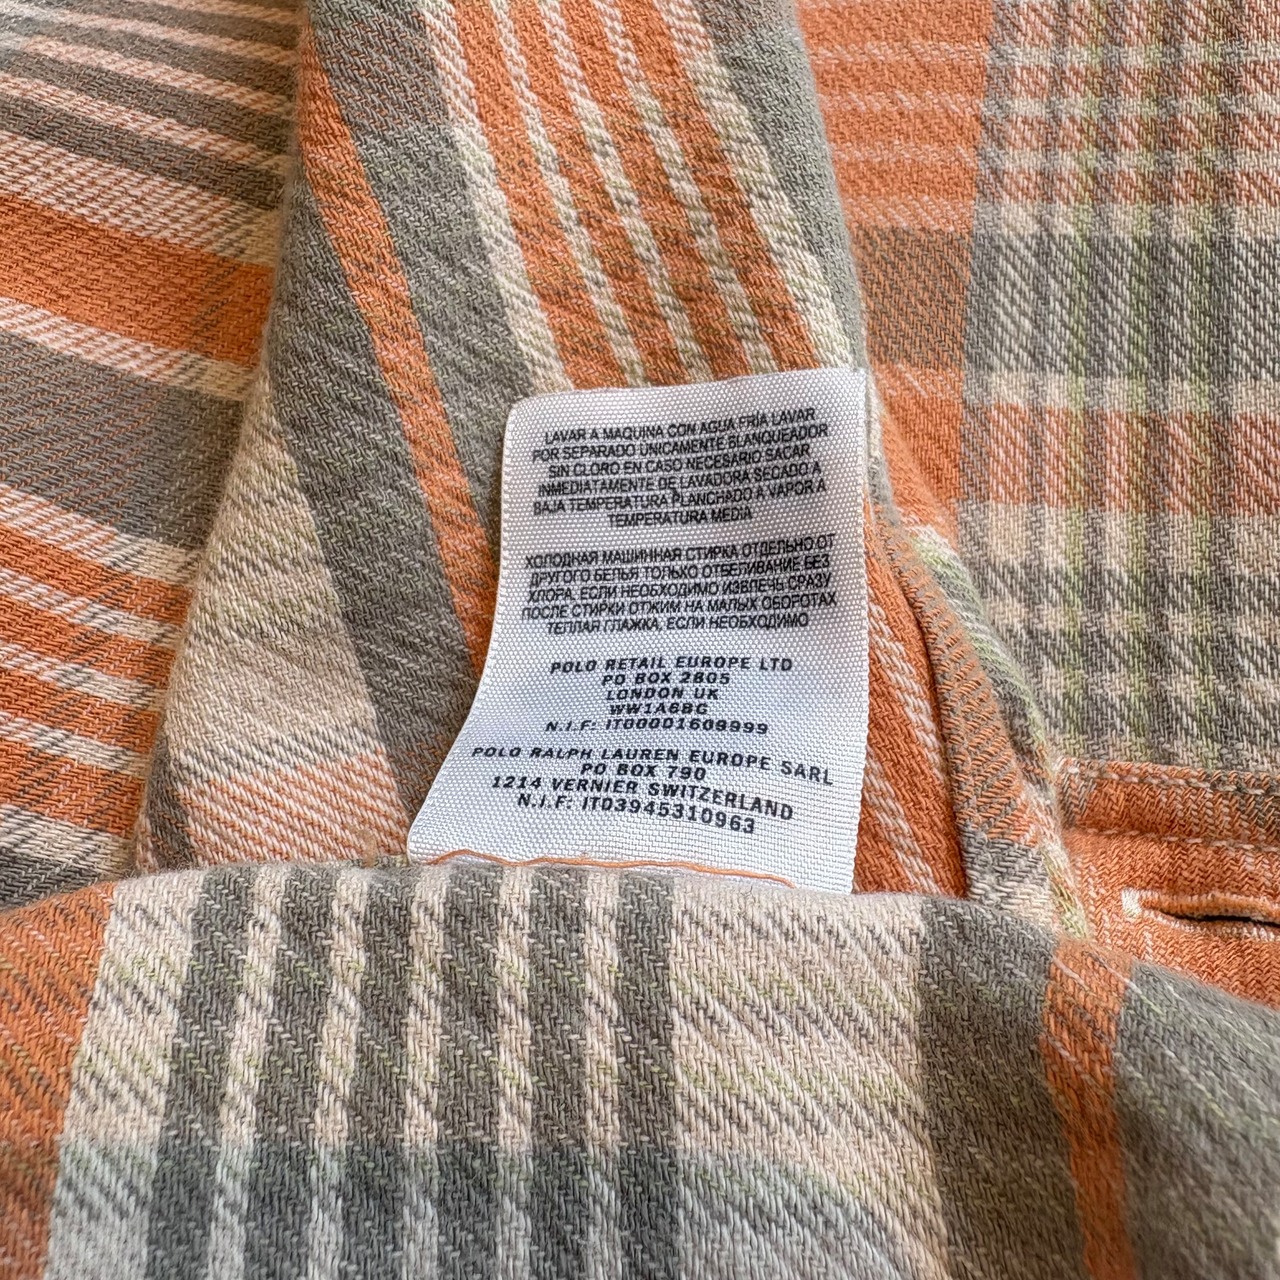 LAVAR A MAQUINA CON AGUA FRÍA LAVAR
POR SEPARADO ÚNICAMENTE BLANQUEADOR
SIN CLORO EN CASO NECESARIO SACAR
INMEDIATAMENTE DE LAVADORA SECADO A
BAJA TEMPERATURA PLANCHADO A VAPOR A
TEMPERATURA MEDIA
ХОЛОДНАЯ МАШИННАЯ СТИРКА ОТДЕЛЬНО ОТ
ДРУГОГО БЕЛЬЯ ТОЛЬКО ОТБЕЛИВАНИЕ БЕЗ
ХЛОРА, ЕСЛИ НЕОБХОДИМО ИЗВЛЕЧЬ СРАЗУ
ПОСЛЕ СТИРКИ ОТЖИМ НА МАЛЫХ ОБОРОТАХ
ТЕПЛАЯ ГЛАЖКА, ЕСЛИ НЕОБХОДИМО
POLO RETAIL EUROPE LTD
PO BOX 2805
LONDON UK
WW1A6BG
N.I.F: IT00001609999
POLO RALPH LAUREN EUROPE SARL
PO BOX 790
1214 VERNIER SWITZERLAND
N.I.F: IT03945310963